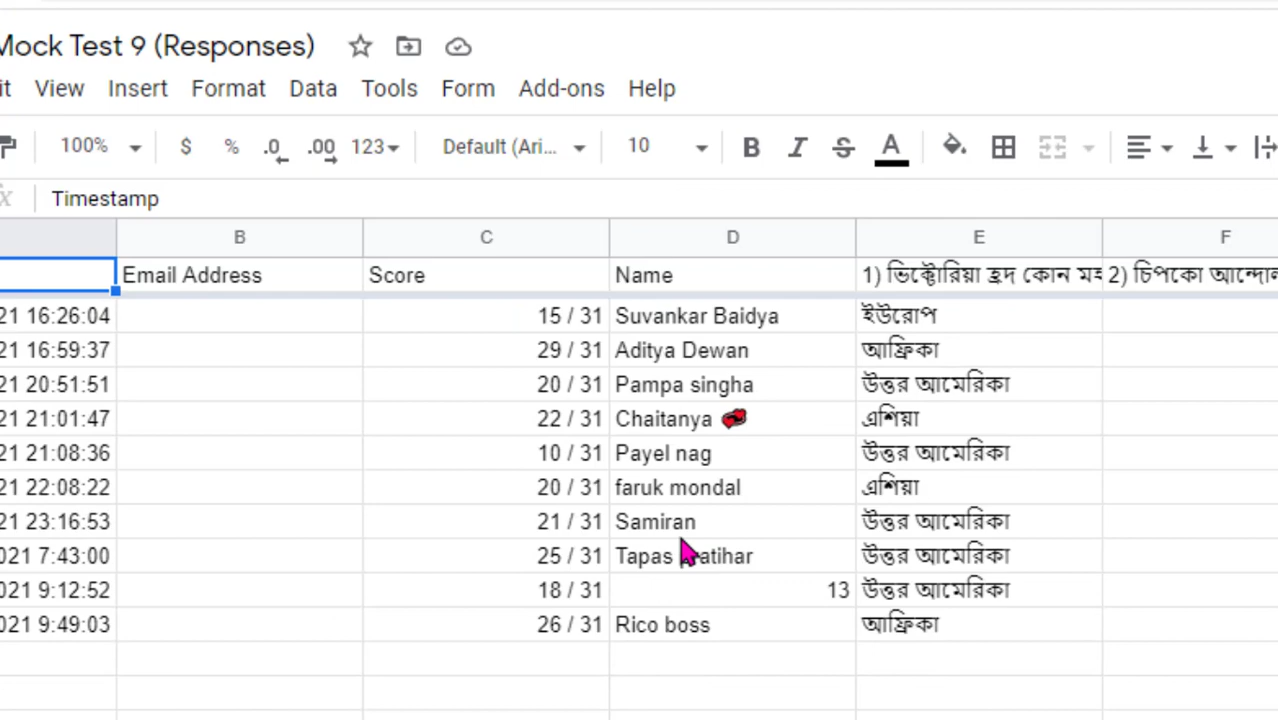 Mock Test 9 (Responses)
it View Insert Format Data Tools Form Add-ons Help
100% $ % .0 .00 123 Default (Ari... 10 B I S A
Timestamp
B C D E F
Email Address Score Name 1) ভিক্টোরিয়া হ্রদ কোন মহ 2) চিপকো আন্দোল
21 16:26:04 15 / 31 Suvankar Baidya ইউরোপ
21 16:59:37 29 / 31 Aditya Dewan আফ্রিকা
21 20:51:51 20 / 31 Pampa singha উত্তর আমেরিকা
21 21:01:47 22 / 31 Chaitanya 💋 এশিয়া
21 21:08:36 10 / 31 Payel nag উত্তর আমেরিকা
21 22:08:22 20 / 31 faruk mondal এশিয়া
21 23:16:53 21 / 31 Samiran উত্তর আমেরিকা
021 7:43:00 25 / 31 Tapas উত্তর আমেরিকা
021 9:12:52 18 / 31 13 উত্তর আমেরিকা
021 9:49:03 26 / 31 Rico boss আফ্রিকা